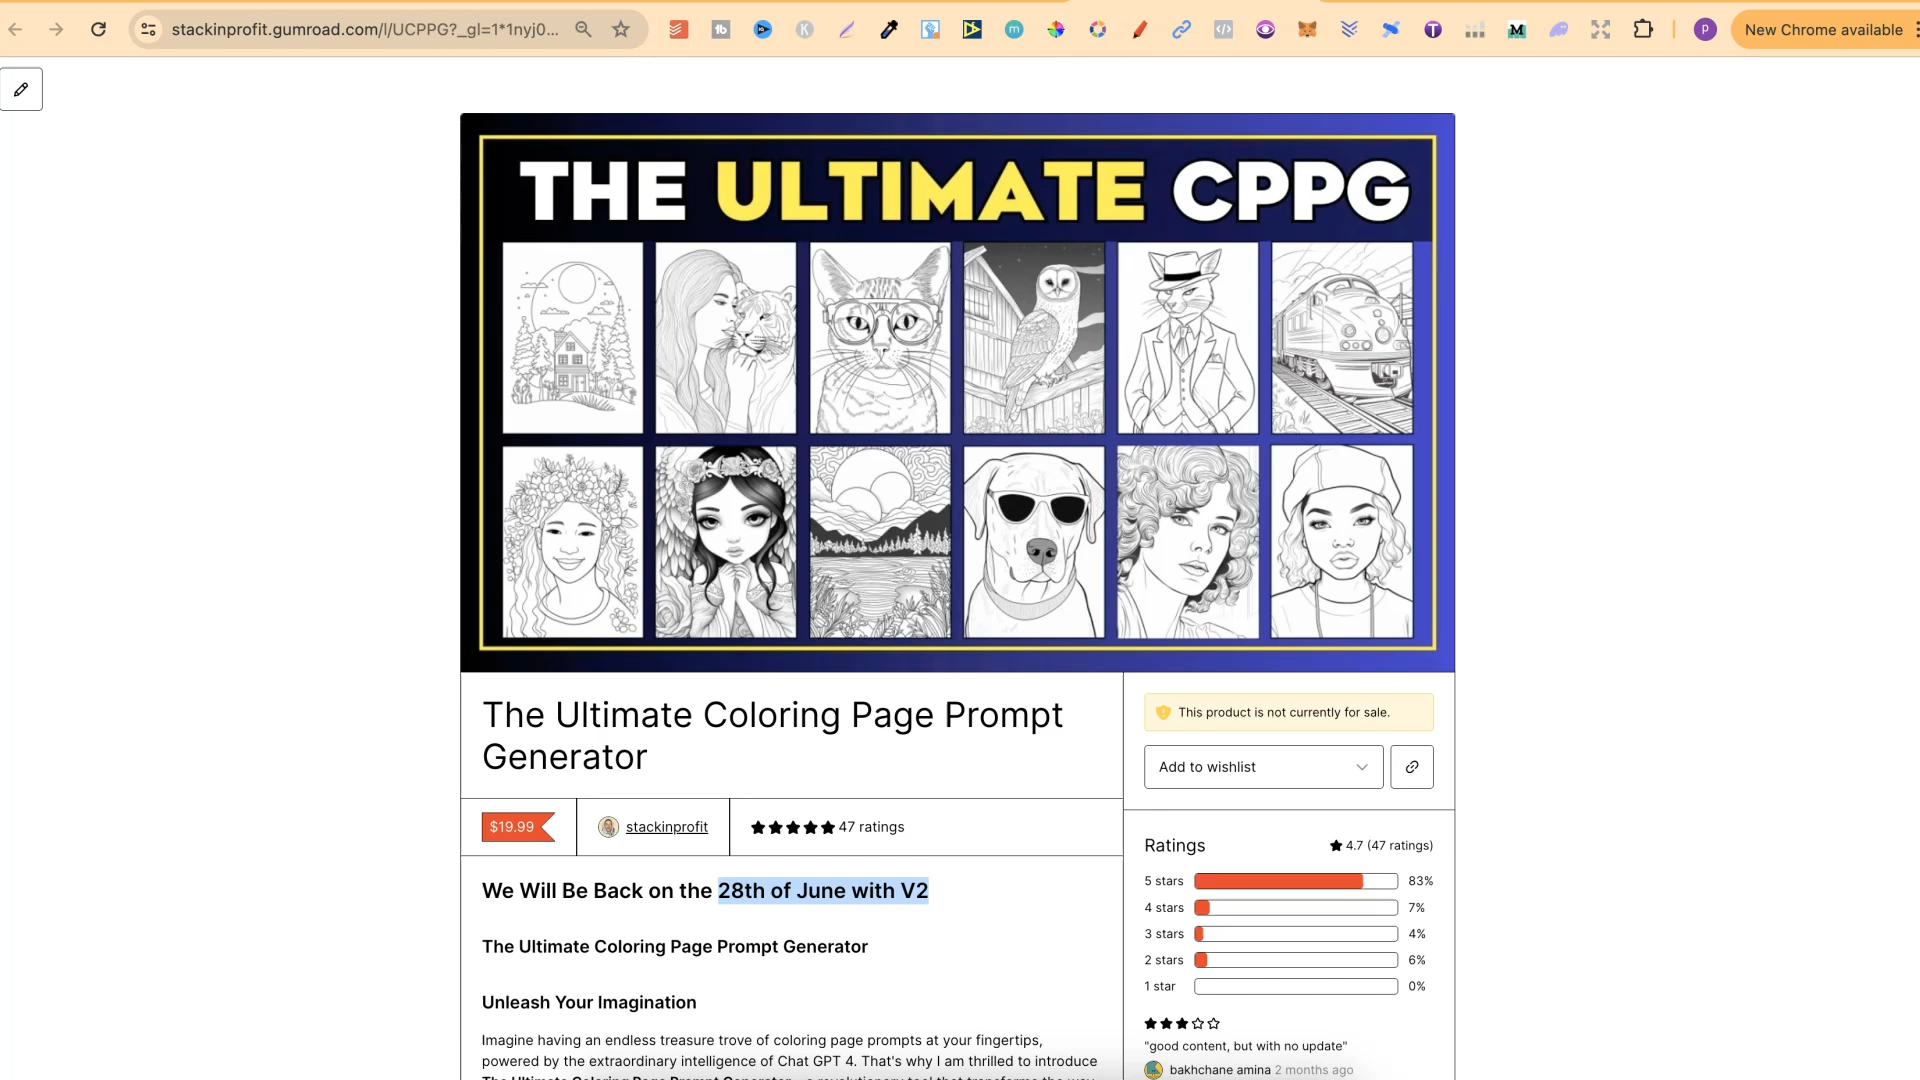 stackinprofit.gumroad.com/l/UCPPG?_gl=1*1nyj0...
New Chrome available
THE ULTIMATE CPPG
The Ultimate Coloring Page Prompt
Generator
$19.99
stackinprofit
47 ratings
We Will Be Back on the 28th of June with V2
The Ultimate Coloring Page Prompt Generator
Unleash Your Imagination
Imagine having an endless treasure trove of coloring page prompts at your fingertips,
powered by the extraordinary intelligence of Chat GPT 4. That's why I am thrilled to introduce
This product is not currently for sale.
Add to wishlist
Ratings
4.7 (47 ratings)
5 stars 83%
4 stars 7%
3 stars 4%
2 stars 6%
1 star 0%
"good content, but with no update"
bakhchane amina 2 months ago